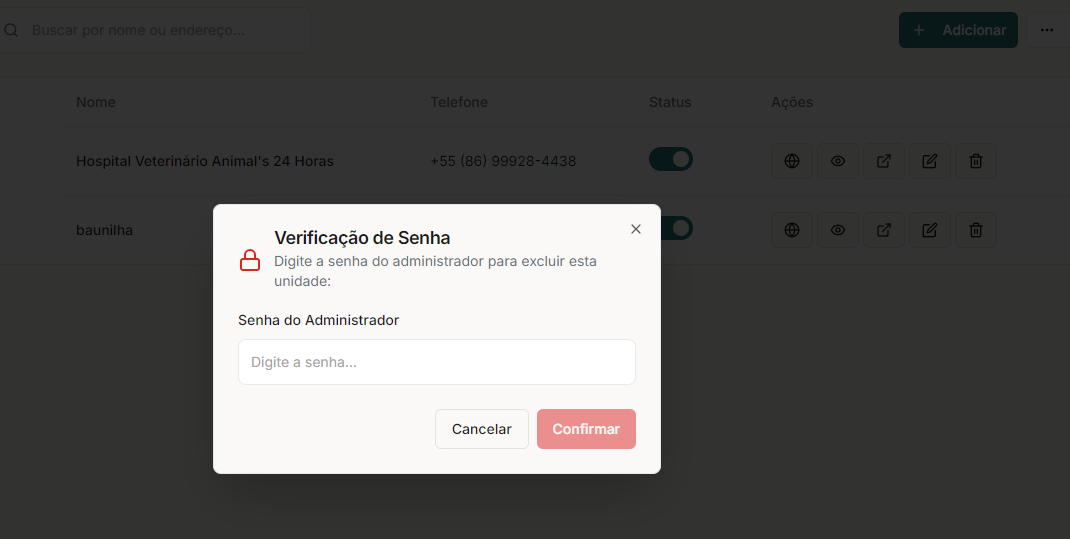 Buscar por nome ou endereço...
+ Adicionar
...
Nome Telefone Status Ações
Hospital Veterinário Animal's 24 Horas +55 (86) 99928-4438
baunilha
Verificação de Senha
Digite a senha do administrador para excluir esta
unidade:
Senha do Administrador
Digite a senha...
Cancelar Confirmar